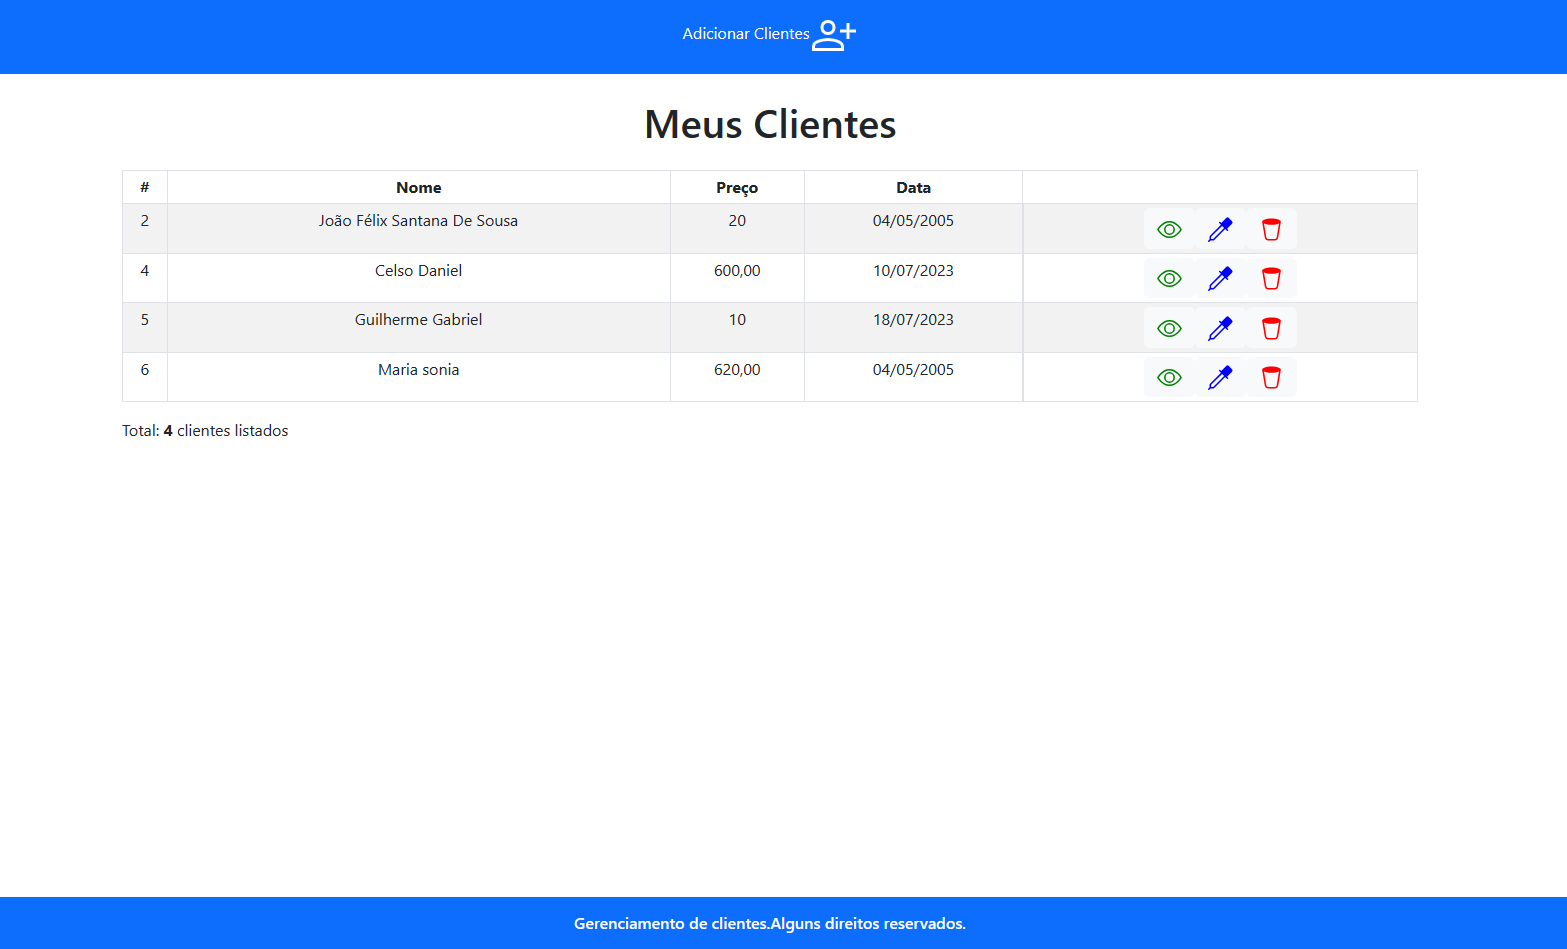 Adicionar Clientes
Meus Clientes
# Nome Preço Data
2 João Félix Santana De Sousa 20 04/05/2005
4 Celso Daniel 600,00 10/07/2023
5 Guilherme Gabriel 10 18/07/2023
6 Maria sonia 620,00 04/05/2005
Total: 4 clientes listados
Gerenciamento de clientes.Alguns direitos reservados.